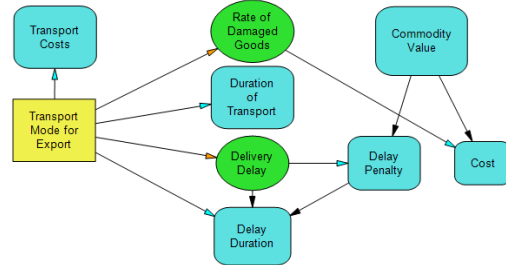 Transport
Costs
Rate of
Damaged
Goods
Commodity
Value
Duration
of
Transport
Transport
Mode for
Export
Delivery
Delay
Delay
Penalty
Cost
Delay
Duration